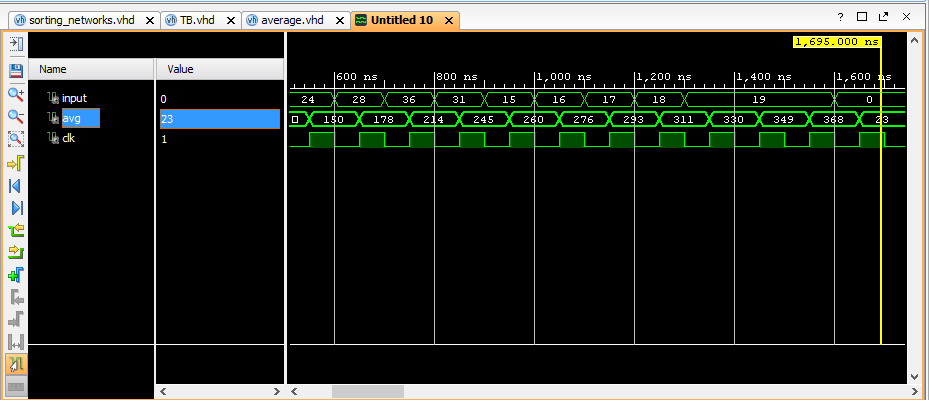 sorting_networks.vhd TB.vhd average.vhd Untitled 10
1,695.000 ns
Name Value
600 ns 800 ns 1,000 ns 1,200 ns 1,400 ns 1,600 ns
input 0 24 28 36 31 15 16 17 18 19 0
avg 23 150 178 214 245 260 276 293 311 330 349 368 23
clk 1